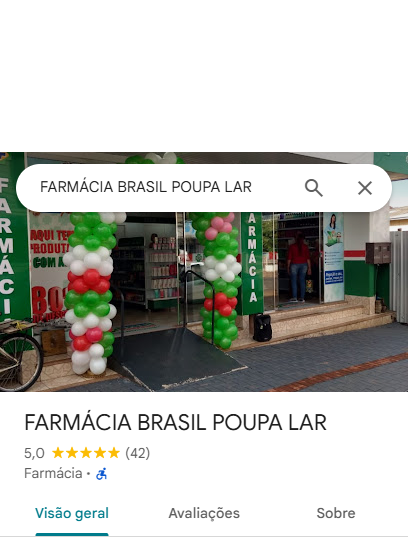 FARMÁCIA BRASIL POUPA LAR
FARMÁCI
AQUI TEM
PRODUTOS
COM A
FARMÁCIA
FARMÁCIA BRASIL POUPA LAR
5,0 (42)
Farmácia ·
Visão geral
Avaliações
Sobre